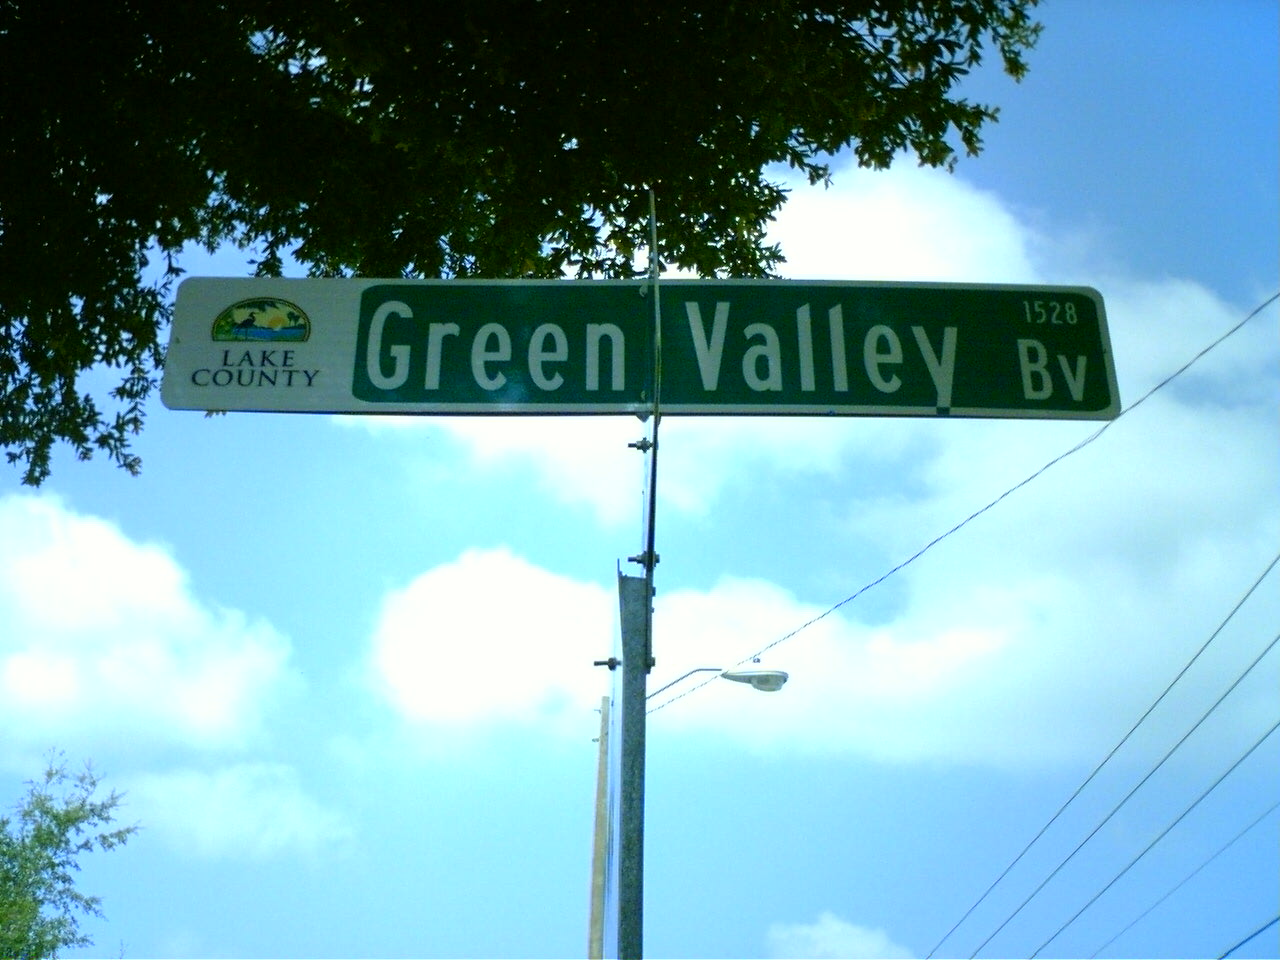 LAKE
COUNTY
Green Valley
1528
Bv